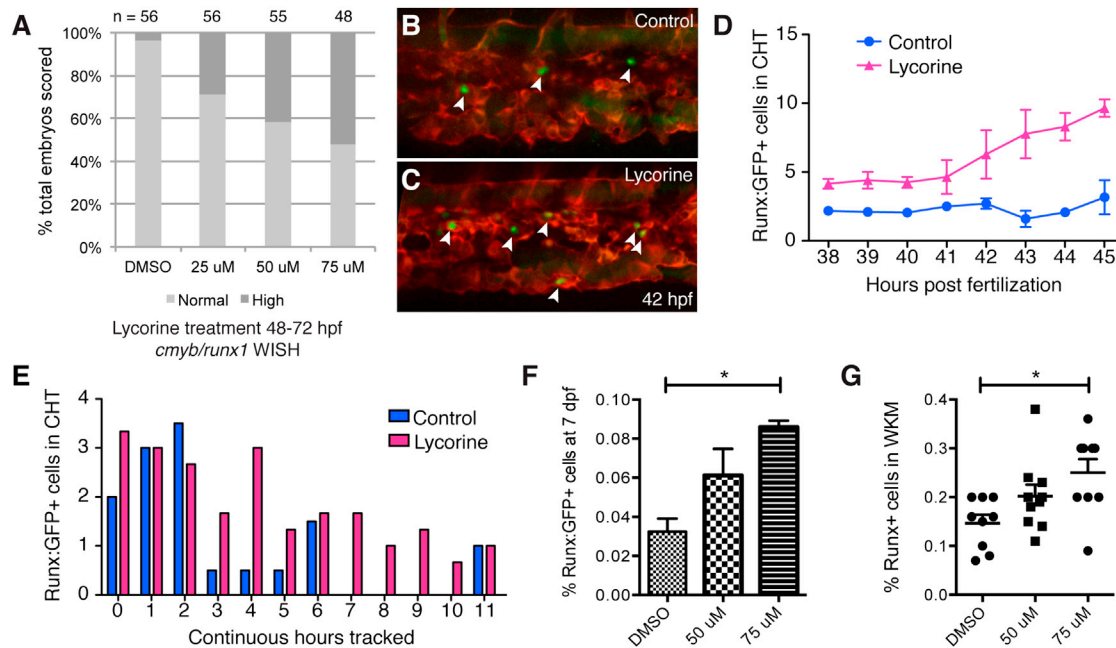 A
n = 56 56 55 48
100%
80%
60%
40%
20%
0%
% total embryos scored
DMSO 25 uM 50 uM 75 uM
Normal High
Lycorine treatment 48-72 hpf
cmyb/runx1 WISH
B
Control
C
Lycorine
42 hpf
D
Control
Lycorine
15
10
5
0
Runx:GFP+ cells in CHT
38 39 40 41 42 43 44 45
Hours post fertilization
E
4
3
2
1
0
Runx:GFP+ cells in CHT
Control
Lycorine
0 1 2 3 4 5 6 7 8 9 10 11
Continuous hours tracked
F
*
0.10
0.08
0.06
0.04
0.02
0.00
% Runx:GFP+ cells at 7 dpf
DMSO 50 uM 75 uM
G
*
0.4
0.3
0.2
0.1
0.0
% Runx+ cells in WKM
DMSO 50 uM 75 uM